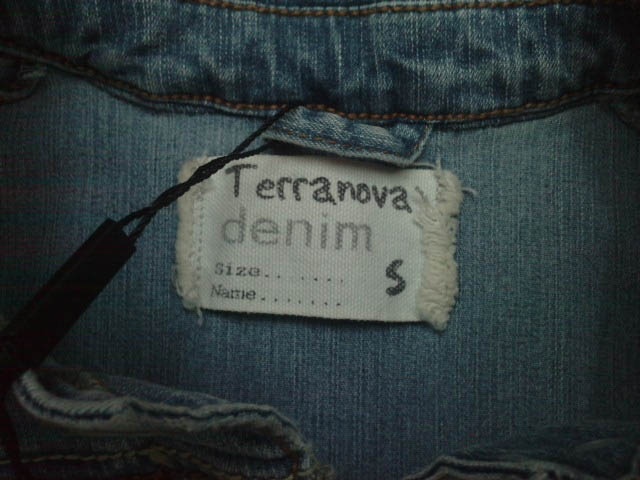 Terranova
denim
Size.. .... S
Name.......